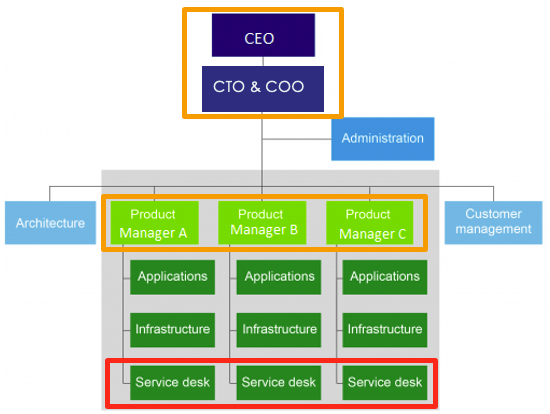 CEO
CTO & COO
Administration
Architecture
Product
Manager A
Product
Manager B
Product
Manager C
Customer
management
Applications
Applications
Applications
Infrastructure
Infrastructure
Infrastructure
Service desk
Service desk
Service desk